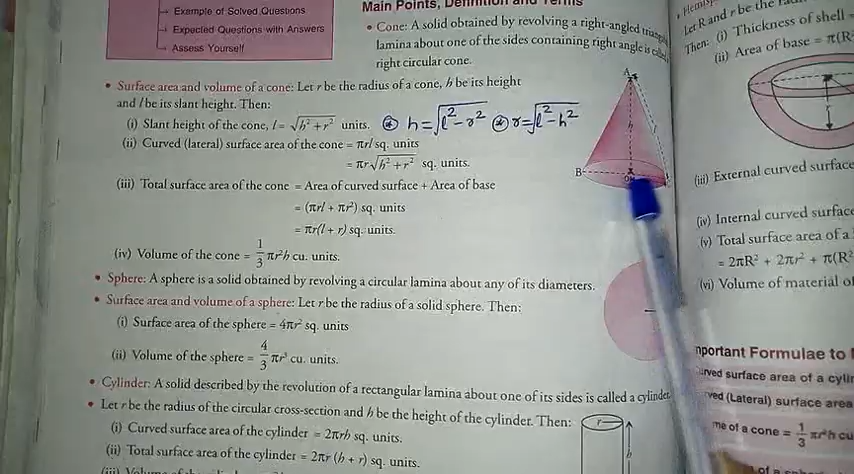 Example of Solved Questions
Expected Questions with Answers
Assess Yourself
Main Points, Definition and Terms
• Cone: A solid obtained by revolving a right-angled triangular
lamina about one of the sides containing right angle is called
right circular cone.
• Surface area and volume of a cone: Let r be the radius of a cone, h be its height
and l be its slant height. Then:
(i) Slant height of the cone, l = √(h² + r²) units. ⊛ h = √(l² − r²) ⊛ r = √(l² − h²)
(ii) Curved (lateral) surface area of the cone = πrl sq. units
= πr√(h² + r²) sq. units.
(iii) Total surface area of the cone = Area of curved surface + Area of base
= (πrl + πr²) sq. units
= πr(l + r) sq. units.
(iv) Volume of the cone = 1/3 πr²h cu. units.
• Sphere: A sphere is a solid obtained by revolving a circular lamina about any of its diameters.
• Surface area and volume of a sphere: Let r be the radius of a solid sphere. Then:
(i) Surface area of the sphere = 4πr² sq. units
(ii) Volume of the sphere = 4/3 πr³ cu. units.
• Cylinder: A solid described by the revolution of a rectangular lamina about one of its sides is called a cylinder.
• Let r be the radius of the circular cross-section and h be the height of the cylinder. Then:
(i) Curved surface area of the cylinder = 2πrh sq. units.
(ii) Total surface area of the cylinder = 2πr (h + r) sq. units.
A
h
l
B
O
r
h
Let R and r be the
Then: (i) Thickness of shell =
(ii) Area of base = π(R
r
(iii) External curved surface
(iv) Internal curved surface
(v) Total surface area of a
= 2πR² + 2πr² + π(R²
(vi) Volume of material of
Important Formulae to
urved surface area of a cylin
rved (Lateral) surface area
me of a cone = 1/3 πr²h cu
of a